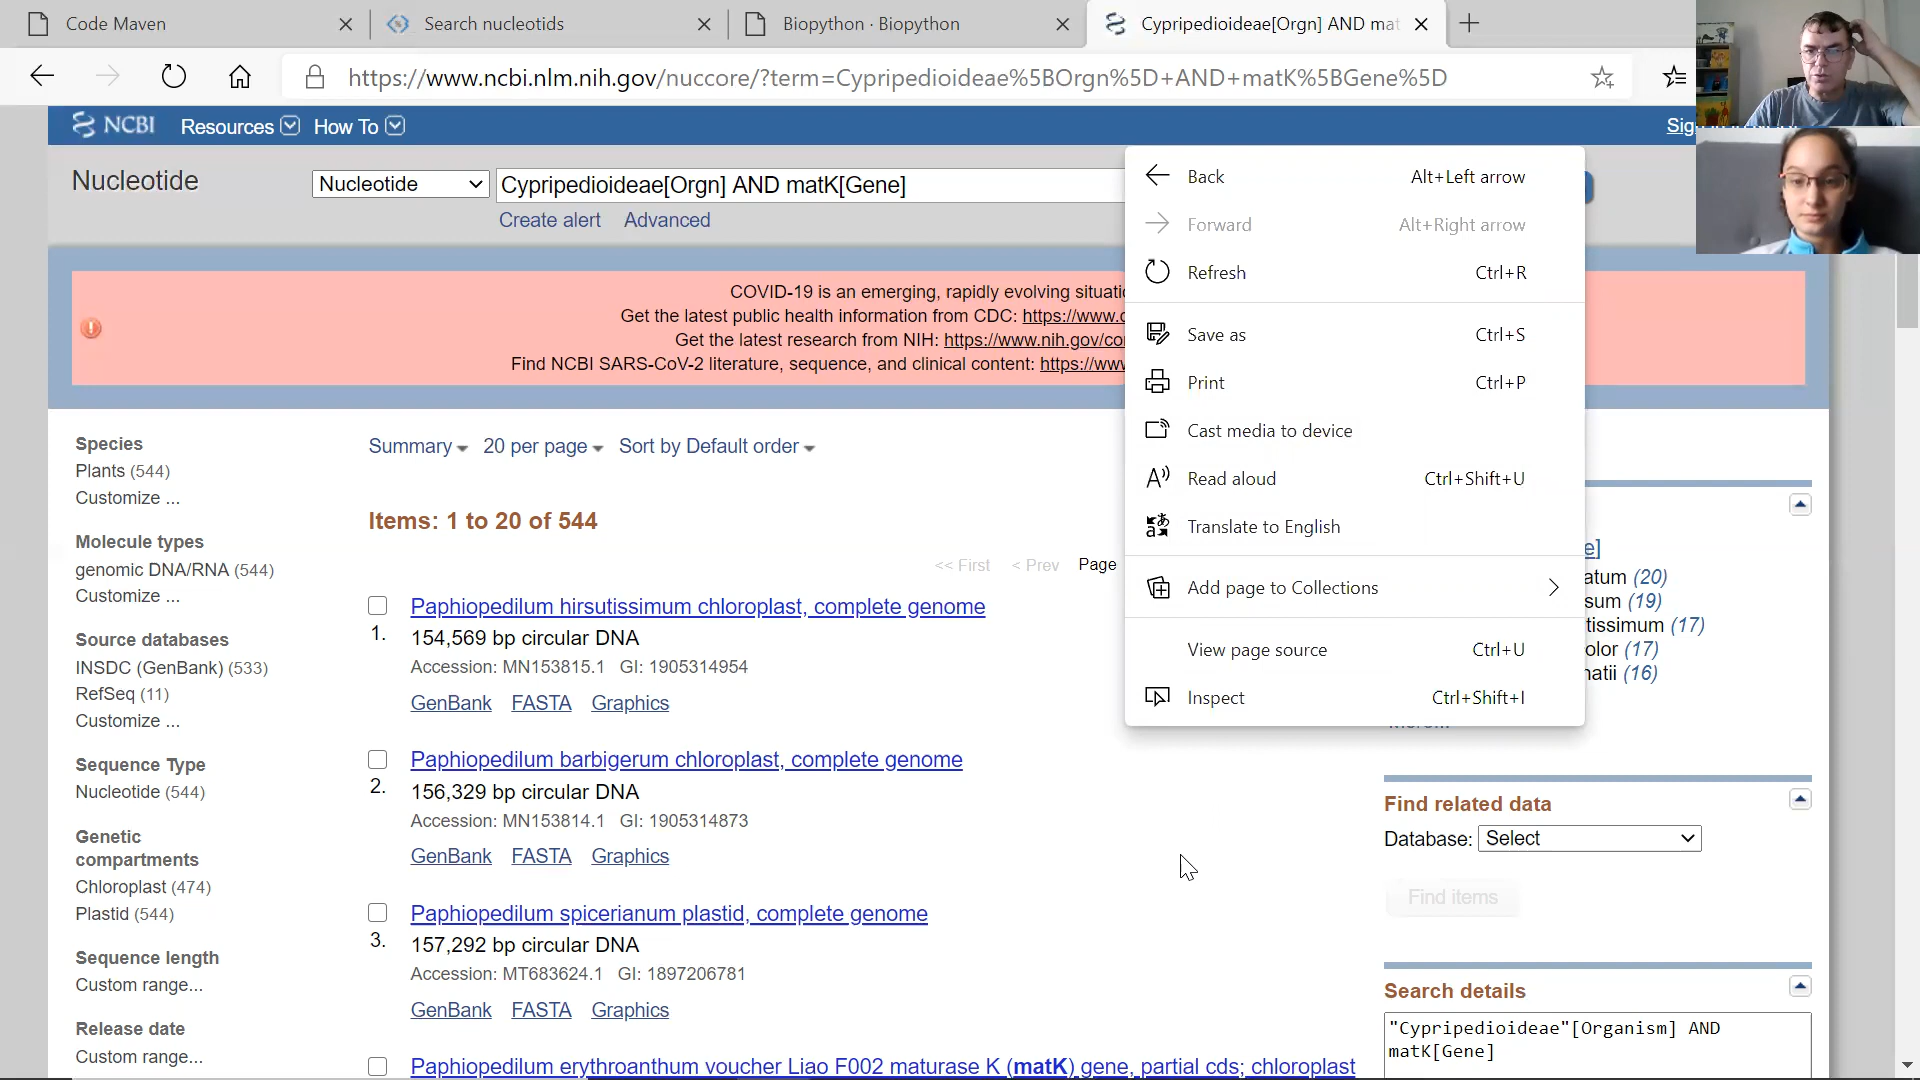 Code Maven
Search nucleotids
Biopython · Biopython
Cypripedioideae[Orgn] AND mat
https://www.ncbi.nlm.nih.gov/nuccore/?term=Cypripedioideae%5BOrgn%5D+AND+matK%5BGene%5D
NCBI Resources How To
Nucleotide
Nucleotide
Cypripedioideae[Orgn] AND matK[Gene]
Create alert Advanced
COVID-19 is an emerging, rapidly evolving situati
Get the latest public health information from CDC: https://www.c
Get the latest research from NIH: https://www.nih.gov/co
Find NCBI SARS-CoV-2 literature, sequence, and clinical content: https://ww
Back Alt+Left arrow
Forward Alt+Right arrow
Refresh Ctrl+R
Save as Ctrl+S
Print Ctrl+P
Cast media to device
Read aloud Ctrl+Shift+U
Translate to English
Add page to Collections
View page source Ctrl+U
Inspect Ctrl+Shift+I
Species
Plants (544)
Customize ...
Molecule types
genomic DNA/RNA (544)
Customize ...
Source databases
INSDC (GenBank) (533)
RefSeq (11)
Customize ...
Sequence Type
Nucleotide (544)
Genetic
compartments
Chloroplast (474)
Plastid (544)
Sequence length
Custom range...
Release date
Custom range...
Summary 20 per page Sort by Default order
Items: 1 to 20 of 544
<< First < Prev Page
Paphiopedilum hirsutissimum chloroplast, complete genome
1. 154,569 bp circular DNA
Accession: MN153815.1 GI: 1905314954
GenBank FASTA Graphics
Paphiopedilum barbigerum chloroplast, complete genome
2. 156,329 bp circular DNA
Accession: MN153814.1 GI: 1905314873
GenBank FASTA Graphics
Paphiopedilum spicerianum plastid, complete genome
3. 157,292 bp circular DNA
Accession: MT683624.1 GI: 1897206781
GenBank FASTA Graphics
Paphiopedilum erythroanthum voucher Liao F002 maturase K (matK) gene, partial cds; chloroplast
e]
atum (20)
sum (19)
tissimum (17)
olor (17)
natii (16)
Find related data
Database: Select
Find items
Search details
"Cypripedioideae"[Organism] AND
matK[Gene]